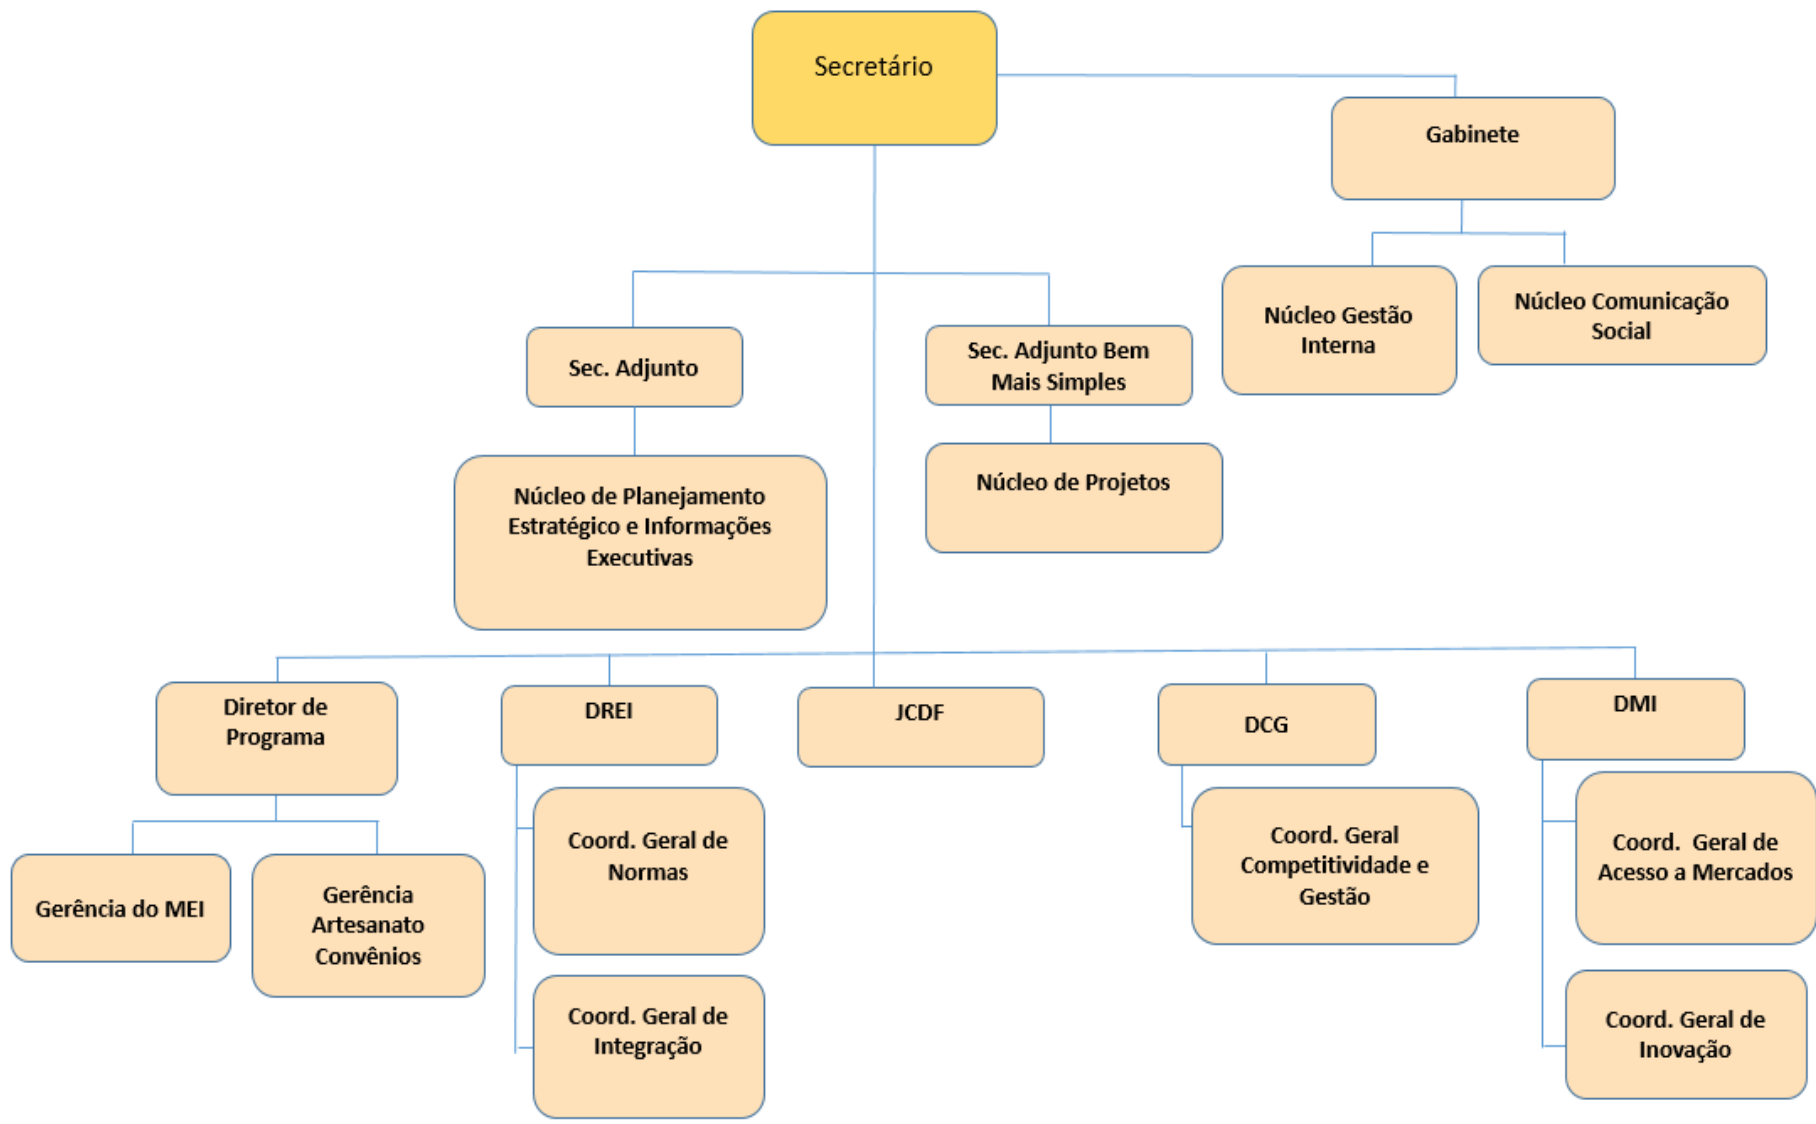 Secretário
Gabinete
Núcleo Gestão
Interna
Núcleo Comunicação
Social
Sec. Adjunto
Sec. Adjunto Bem
Mais Simples
Núcleo de Planejamento
Estratégico e Informações
Executivas
Núcleo de Projetos
Diretor de
Programa
DREI
JCDF
DCG
DMI
Gerência do MEI
Gerência
Artesanato
Convênios
Coord. Geral de
Normas
Coord. Geral de
Integração
Coord. Geral
Competitividade e
Gestão
Coord. Geral de
Acesso a Mercados
Coord. Geral de
Inovação